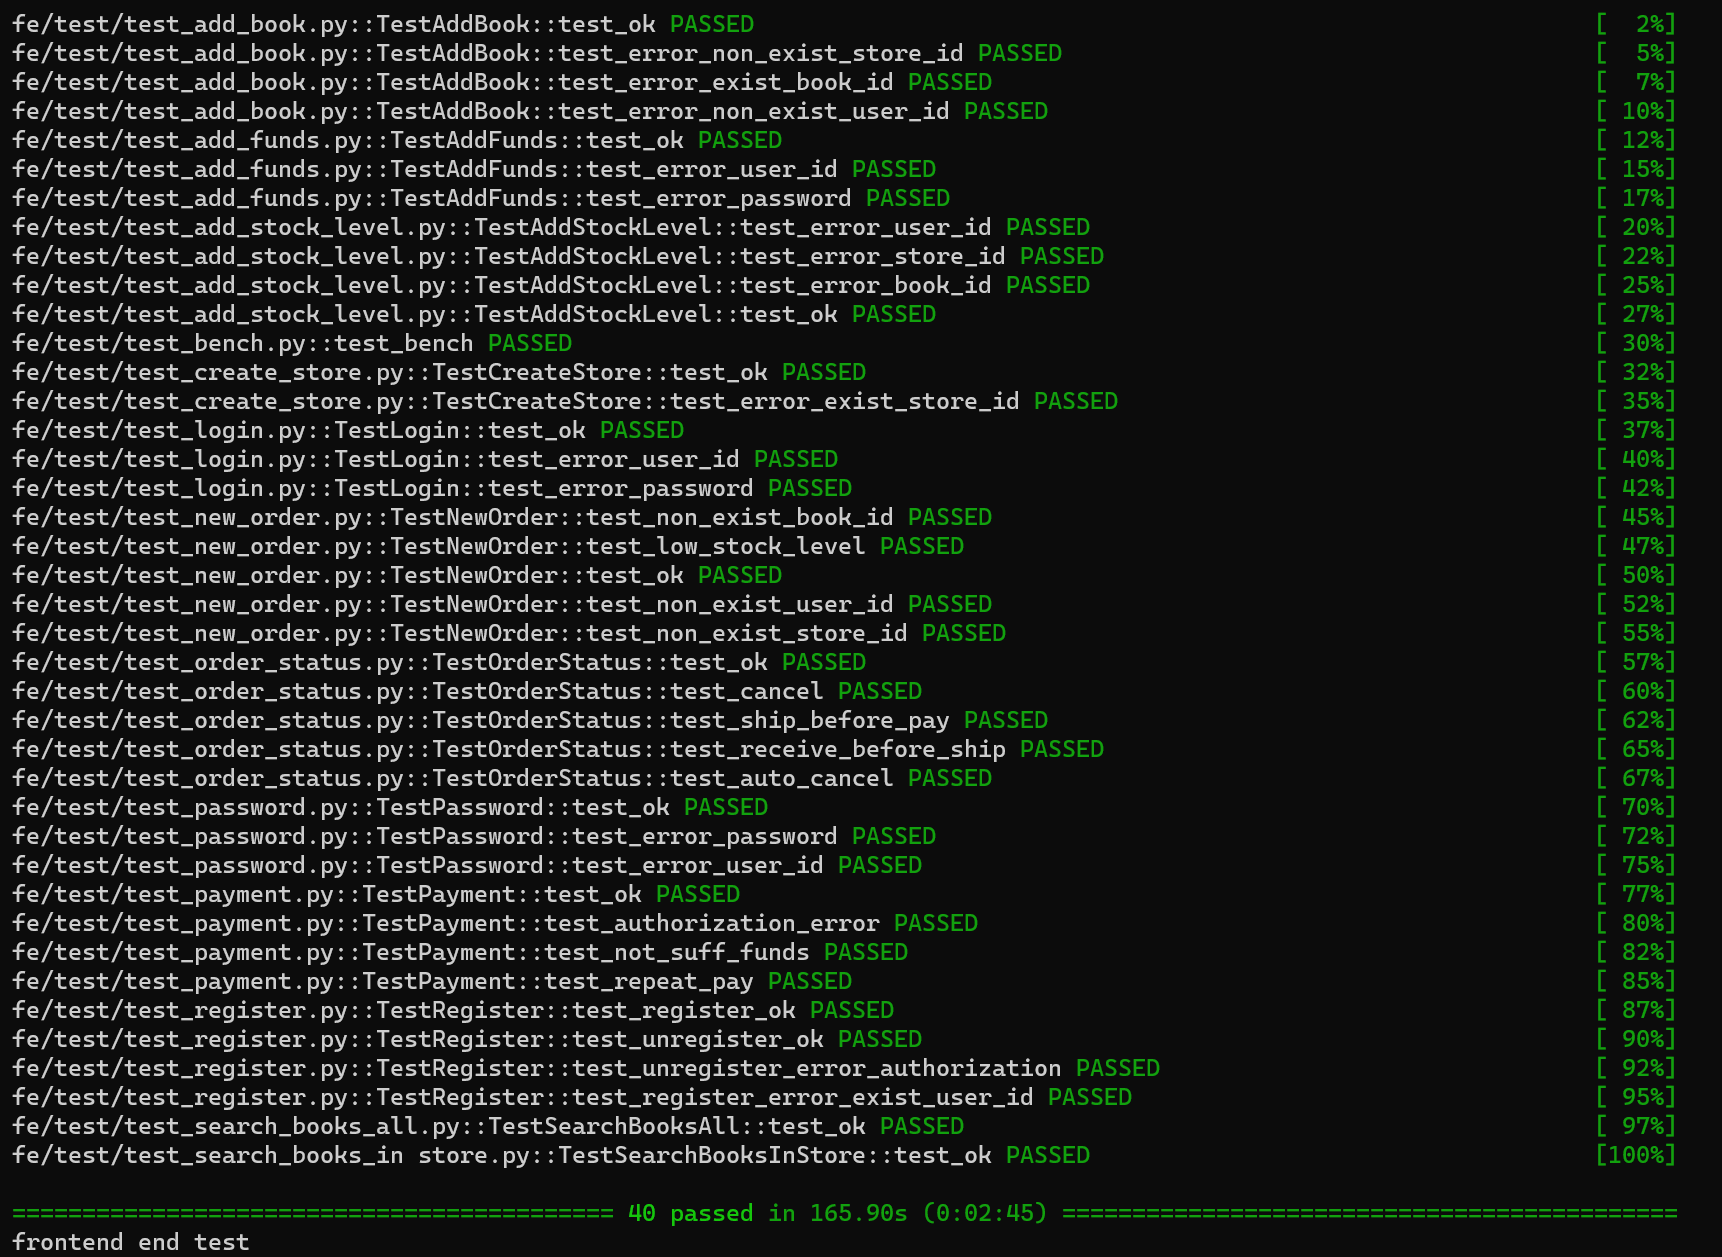 fe/test/test_add_book.py::TestAddBook::test_ok PASSED [  2%]
fe/test/test_add_book.py::TestAddBook::test_error_non_exist_store_id PASSED [  5%]
fe/test/test_add_book.py::TestAddBook::test_error_exist_book_id PASSED [  7%]
fe/test/test_add_book.py::TestAddBook::test_error_non_exist_user_id PASSED [ 10%]
fe/test/test_add_funds.py::TestAddFunds::test_ok PASSED [ 12%]
fe/test/test_add_funds.py::TestAddFunds::test_error_user_id PASSED [ 15%]
fe/test/test_add_funds.py::TestAddFunds::test_error_password PASSED [ 17%]
fe/test/test_add_stock_level.py::TestAddStockLevel::test_error_user_id PASSED [ 20%]
fe/test/test_add_stock_level.py::TestAddStockLevel::test_error_store_id PASSED [ 22%]
fe/test/test_add_stock_level.py::TestAddStockLevel::test_error_book_id PASSED [ 25%]
fe/test/test_add_stock_level.py::TestAddStockLevel::test_ok PASSED [ 27%]
fe/test/test_bench.py::test_bench PASSED [ 30%]
fe/test/test_create_store.py::TestCreateStore::test_ok PASSED [ 32%]
fe/test/test_create_store.py::TestCreateStore::test_error_exist_store_id PASSED [ 35%]
fe/test/test_login.py::TestLogin::test_ok PASSED [ 37%]
fe/test/test_login.py::TestLogin::test_error_user_id PASSED [ 40%]
fe/test/test_login.py::TestLogin::test_error_password PASSED [ 42%]
fe/test/test_new_order.py::TestNewOrder::test_non_exist_book_id PASSED [ 45%]
fe/test/test_new_order.py::TestNewOrder::test_low_stock_level PASSED [ 47%]
fe/test/test_new_order.py::TestNewOrder::test_ok PASSED [ 50%]
fe/test/test_new_order.py::TestNewOrder::test_non_exist_user_id PASSED [ 52%]
fe/test/test_new_order.py::TestNewOrder::test_non_exist_store_id PASSED [ 55%]
fe/test/test_order_status.py::TestOrderStatus::test_ok PASSED [ 57%]
fe/test/test_order_status.py::TestOrderStatus::test_cancel PASSED [ 60%]
fe/test/test_order_status.py::TestOrderStatus::test_ship_before_pay PASSED [ 62%]
fe/test/test_order_status.py::TestOrderStatus::test_receive_before_ship PASSED [ 65%]
fe/test/test_order_status.py::TestOrderStatus::test_auto_cancel PASSED [ 67%]
fe/test/test_password.py::TestPassword::test_ok PASSED [ 70%]
fe/test/test_password.py::TestPassword::test_error_password PASSED [ 72%]
fe/test/test_password.py::TestPassword::test_error_user_id PASSED [ 75%]
fe/test/test_payment.py::TestPayment::test_ok PASSED [ 77%]
fe/test/test_payment.py::TestPayment::test_authorization_error PASSED [ 80%]
fe/test/test_payment.py::TestPayment::test_not_suff_funds PASSED [ 82%]
fe/test/test_payment.py::TestPayment::test_repeat_pay PASSED [ 85%]
fe/test/test_register.py::TestRegister::test_register_ok PASSED [ 87%]
fe/test/test_register.py::TestRegister::test_unregister_ok PASSED [ 90%]
fe/test/test_register.py::TestRegister::test_unregister_error_authorization PASSED [ 92%]
fe/test/test_register.py::TestRegister::test_register_error_exist_user_id PASSED [ 95%]
fe/test/test_search_books_all.py::TestSearchBooksAll::test_ok PASSED [ 97%]
fe/test/test_search_books_in store.py::TestSearchBooksInStore::test_ok PASSED [100%]
=========================================== 40 passed in 165.90s (0:02:45) ============================================
frontend end test